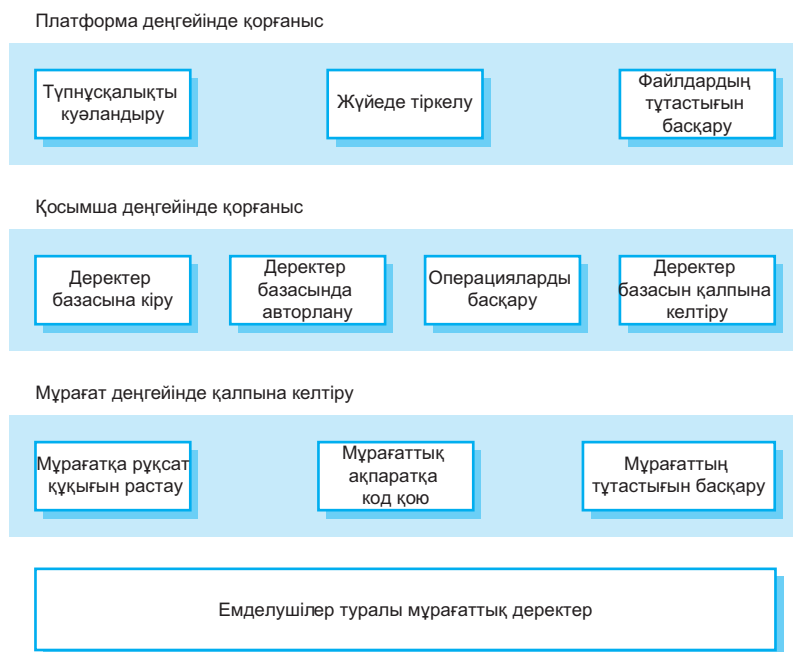 Платформа деңгейінде қорғаныс
Түпнұсқалықты
куәландыру
Жүйеде тіркелу
Файлдардың
тұтастығын
басқару
Қосымша деңгейінде қорғаныс
Деректер
базасына кіру
Деректер
базасында
авторлану
Операцияларды
басқару
Деректер
базасын қалпына
келтіру
Мұрағат деңгейінде қалпына келтіру
Мұрағатқа рұқсат
құқығын растау
Мұрағаттық
ақпаратқа
код қою
Мұрағаттың
тұтастығын басқару
Емделушілер туралы мұрағаттық деректер